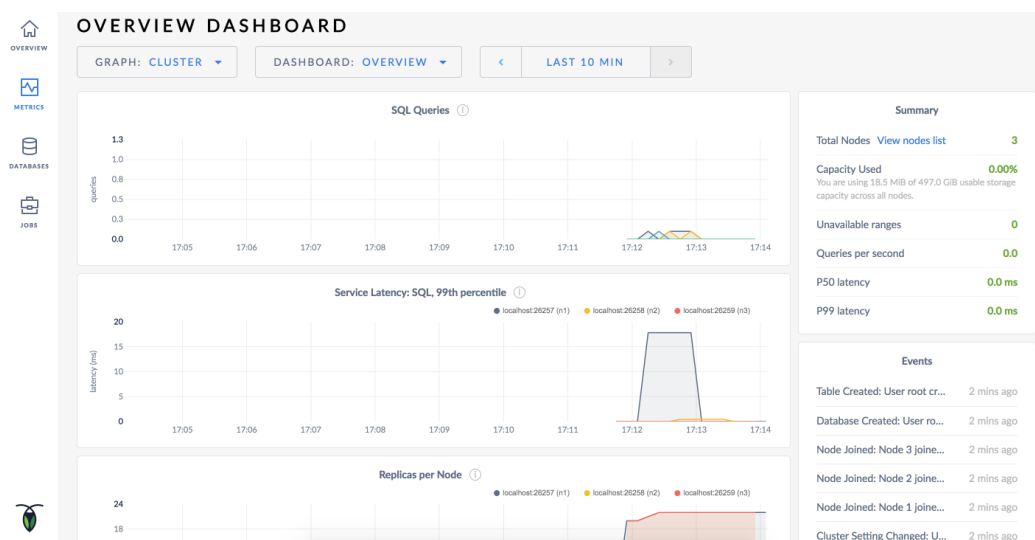 OVERVIEW DASHBOARD
OVERVIEW
METRICS
DATABASES
JOBS
GRAPH: CLUSTER
DASHBOARD: OVERVIEW
LAST 10 MIN
SQL Queries
queries
1.3
1.0
0.8
0.5
0.3
0.0
17:05 17:06 17:07 17:08 17:09 17:10 17:11 17:12 17:13 17:14
Service Latency: SQL, 99th percentile
localhost:26257 (n1) localhost:26258 (n2) localhost:26259 (n3)
latency (ms)
20
15
10
5
0
17:05 17:06 17:07 17:08 17:09 17:10 17:11 17:12 17:13 17:14
Replicas per Node
localhost:26257 (n1) localhost:26258 (n2) localhost:26259 (n3)
24
18
Summary
Total Nodes View nodes list 3
Capacity Used 0.00%
You are using 18.5 MiB of 497.0 GiB usable storage
capacity across all nodes.
Unavailable ranges 0
Queries per second 0.0
P50 latency 0.0 ms
P99 latency 0.0 ms
Events
Table Created: User root cr... 2 mins ago
Database Created: User ro... 2 mins ago
Node Joined: Node 3 joine... 2 mins ago
Node Joined: Node 2 joine... 2 mins ago
Node Joined: Node 1 joine... 2 mins ago
Cluster Setting Changed: U... 2 mins ago